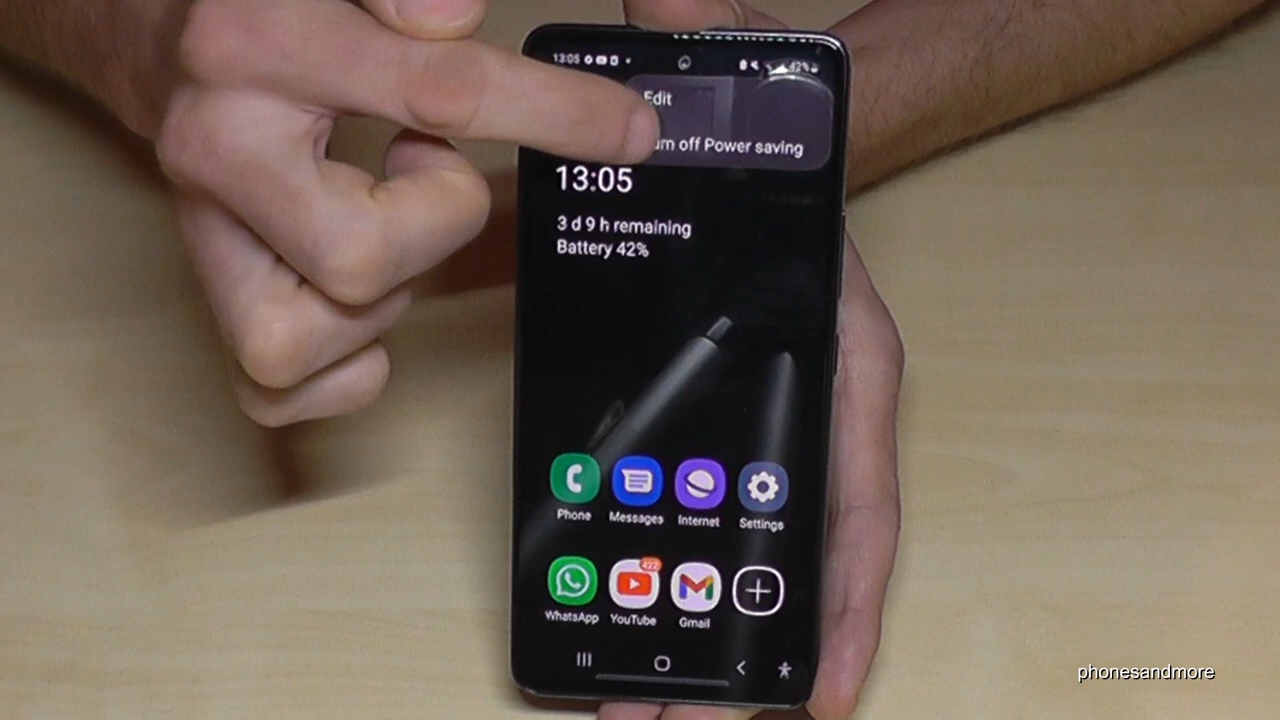 13:05
42%
Edit
off Power saving
13:05
3 d 9 h remaining
Battery 42%
Phone
Messages
Internet
Settings
422
WhatsApp
YouTube
Gmail
phonesandmore